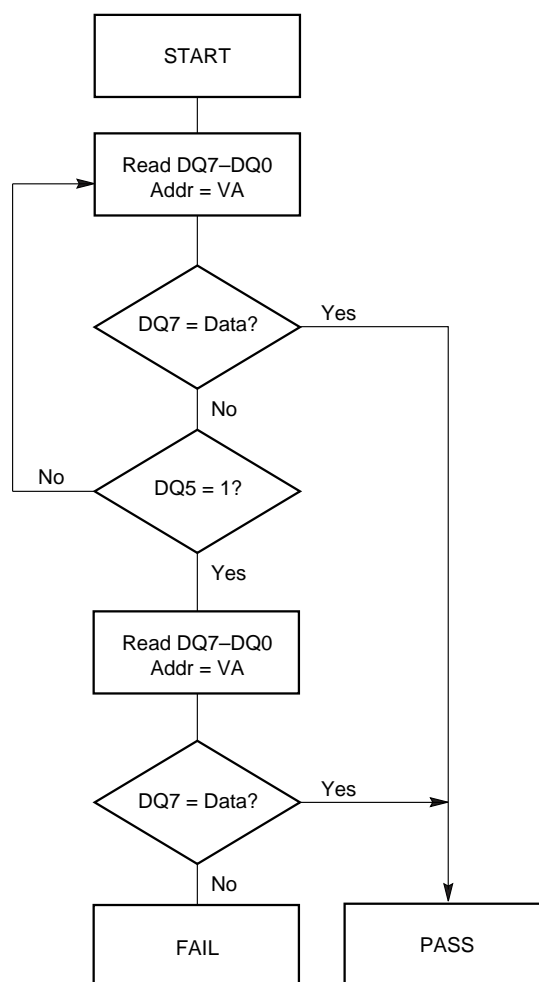 START
Read DQ7–DQ0
Addr = VA
DQ7 = Data?
Yes
No
No
DQ5 = 1?
Yes
Read DQ7–DQ0
Addr = VA
DQ7 = Data?
Yes
No
FAIL
PASS